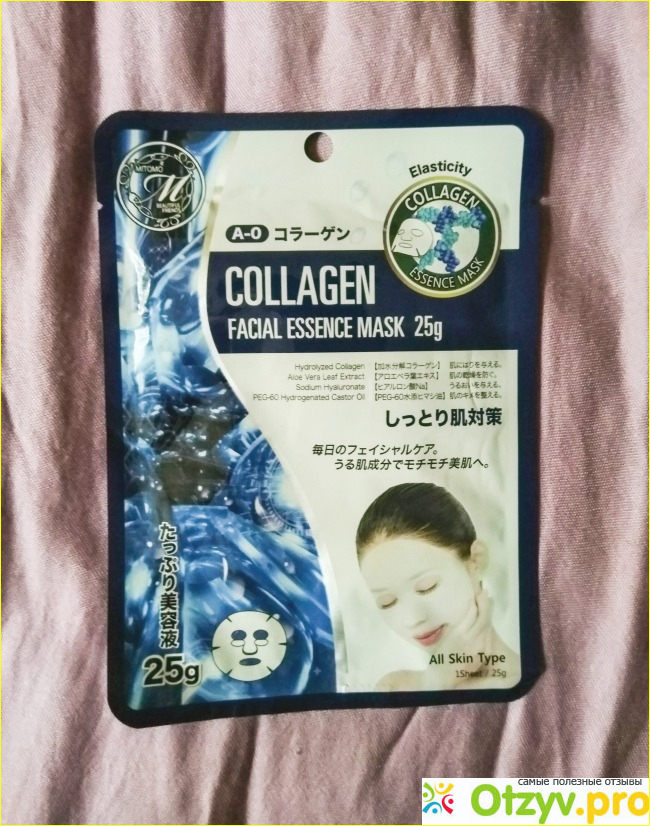 MITOMO
M
BEAUTIFUL
FRIENDS
Elasticity
COLLAGEN
ESSENCE MASK
A-0 コラーゲン
COLLAGEN
FACIAL ESSENCE MASK 25g
Hydrolyzed Collagen 【加水分解コラーゲン】 肌にはりを与える。
Aloe Vera Leaf Extract 【アロエベラ葉エキス】 肌の乾燥を防ぐ。
Sodium Hyaluronate 【ヒアルロン酸Na】 うるおいを与える。
PEG-60 Hydrogenated Castor Oil 【PEG-60水添ヒマシ油】 肌のキメを整える。
しっとり肌対策
毎日のフェイシャルケア。
うる肌成分でモチモチ美肌へ。
たっぷり美容液
25g
All Skin Type
1Sheet / 25g
самые полезные отзывы
Otzyv.pro